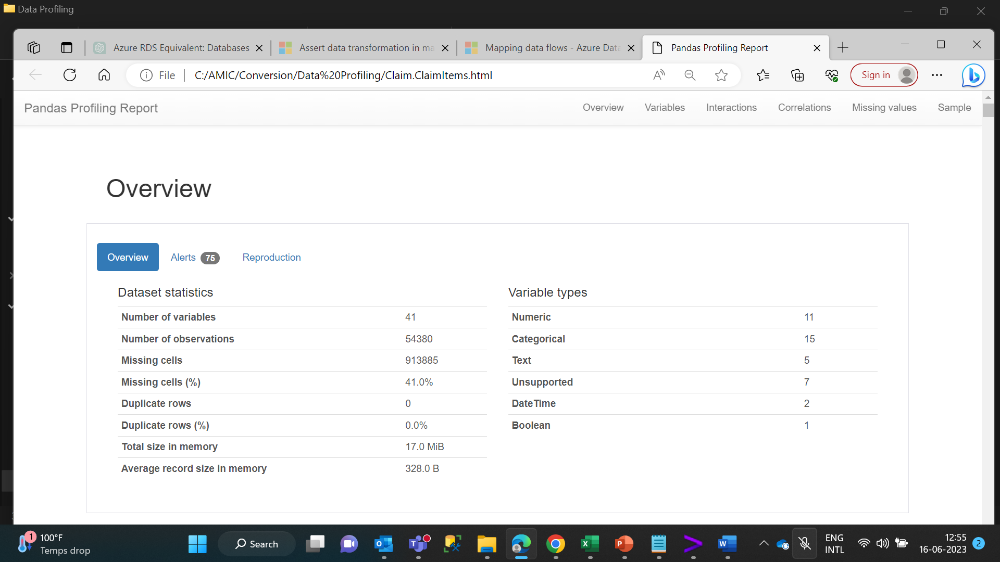 Data Profiling
Azure RDS Equivalent: Databases
Assert data transformation in ma
Mapping data flows - Azure Data
Pandas Profiling Report
File
C:/AMIC/Conversion/Data%20Profiling/Claim.ClaimItems.html
Sign in
Pandas Profiling Report
Overview
Variables
Interactions
Correlations
Missing values
Sample
Overview
Overview
Alerts 75
Reproduction
Dataset statistics
Number of variables 41
Number of observations 54380
Missing cells 913885
Missing cells (%) 41.0%
Duplicate rows 0
Duplicate rows (%) 0.0%
Total size in memory 17.0 MiB
Average record size in memory 328.0 B
Variable types
Numeric 11
Categorical 15
Text 5
Unsupported 7
DateTime 2
Boolean 1
1
100°F
Temps drop
Search
ENG
INTL
12:55
16-06-2023
2